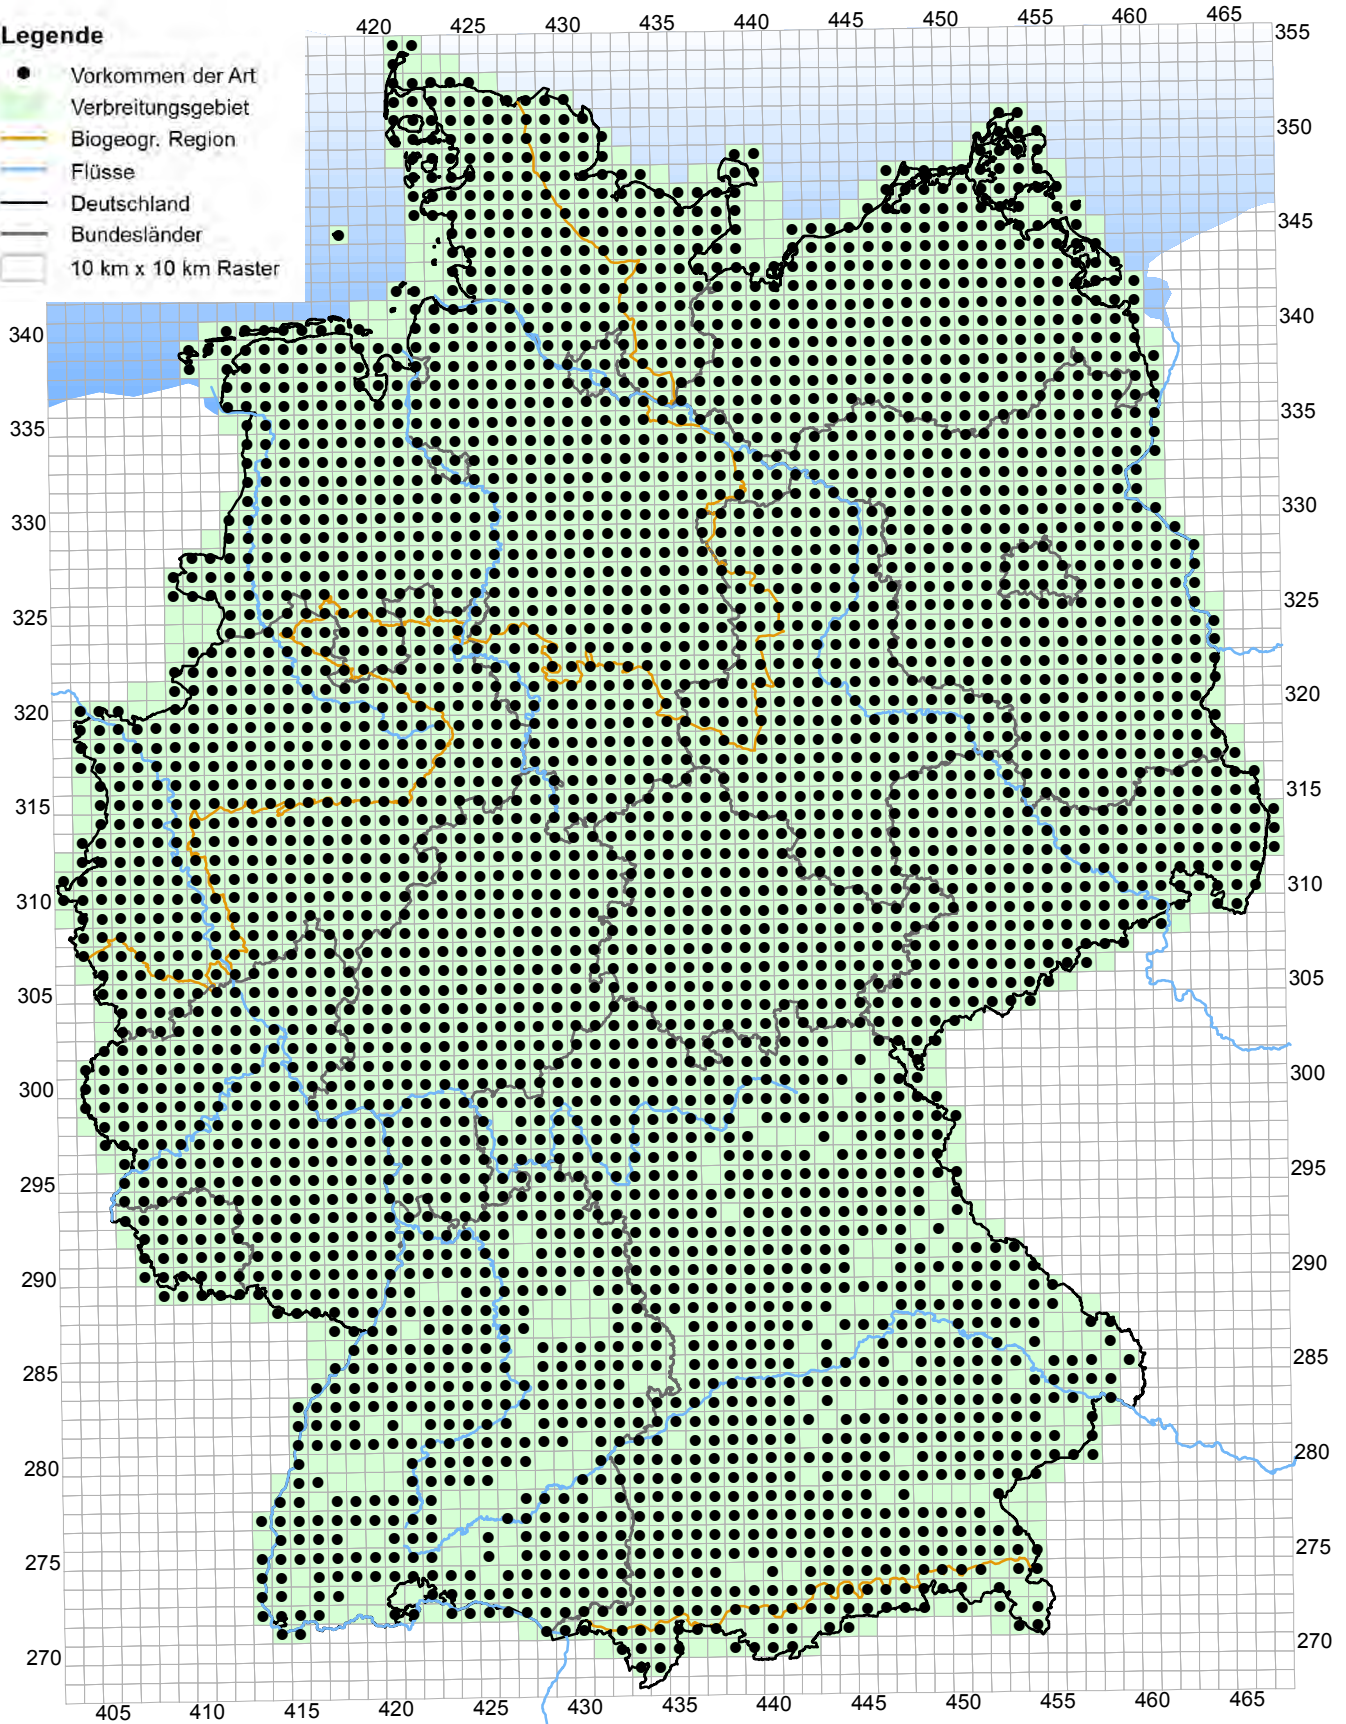 Legende
Vorkommen der Art
Verbreitungsgebiet
Biogeogr. Region
Flüsse
Deutschland
Bundesländer
10 km x 10 km Raster
420 425 430 435 440 445 450 455 460 465
355
350
345
340 340
335 335
330 330
325 325
320 320
315 315
310 310
305 305
300 300
295 295
290 290
285 285
280 280
275 275
270 270
405 410 415 420 425 430 435 440 445 450 455 460 465